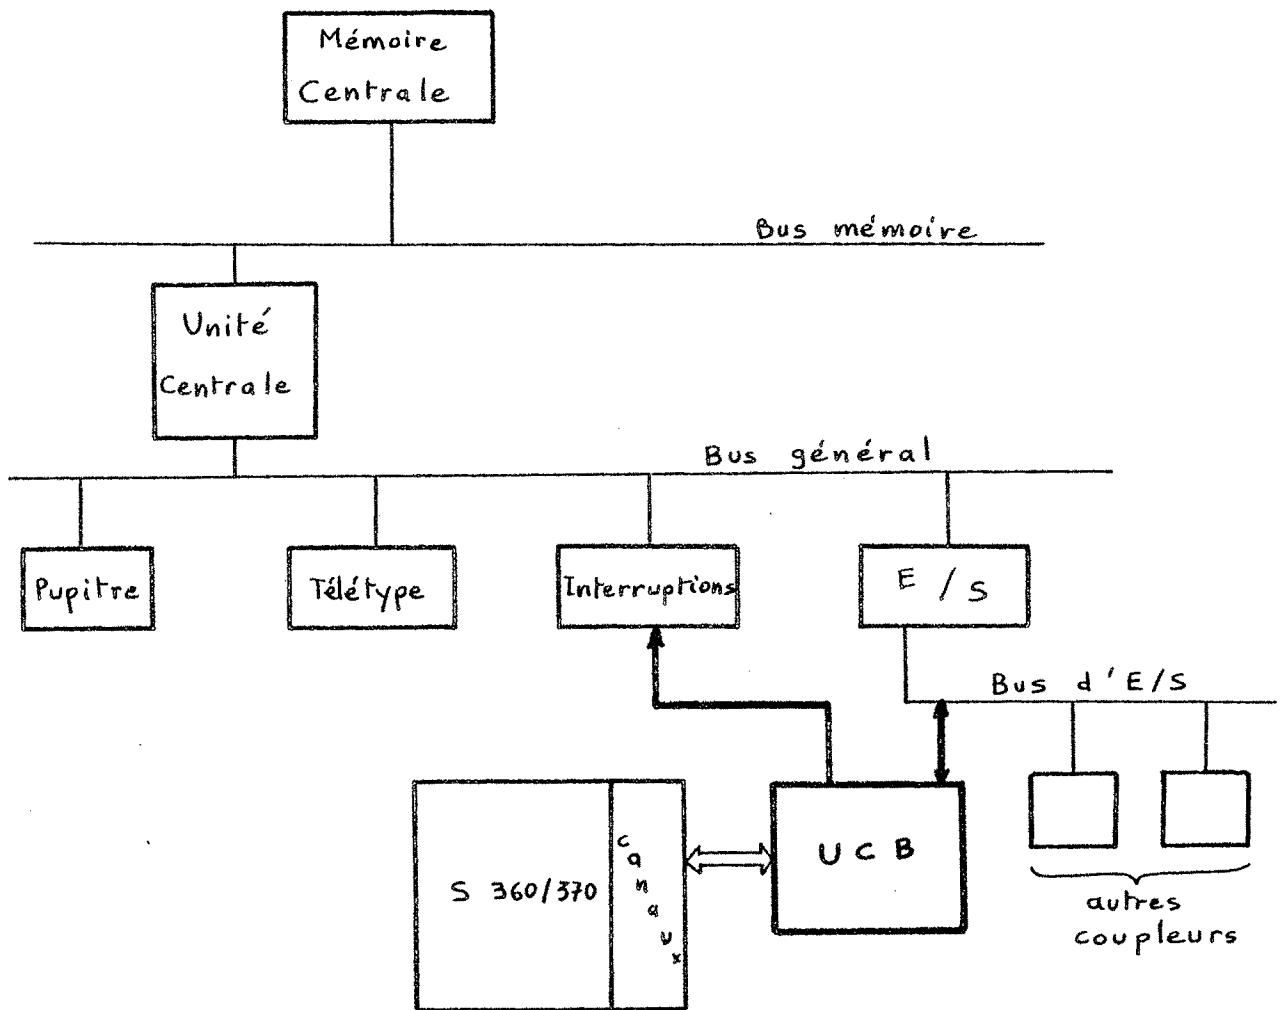 Mémoire
Centrale
Bus mémoire
Unité
Centrale
Bus général
Pupitre
Télétype
Interruptions
E / S
Bus d'E/S
S 360/370
canaux
UCB
autres
coupleurs